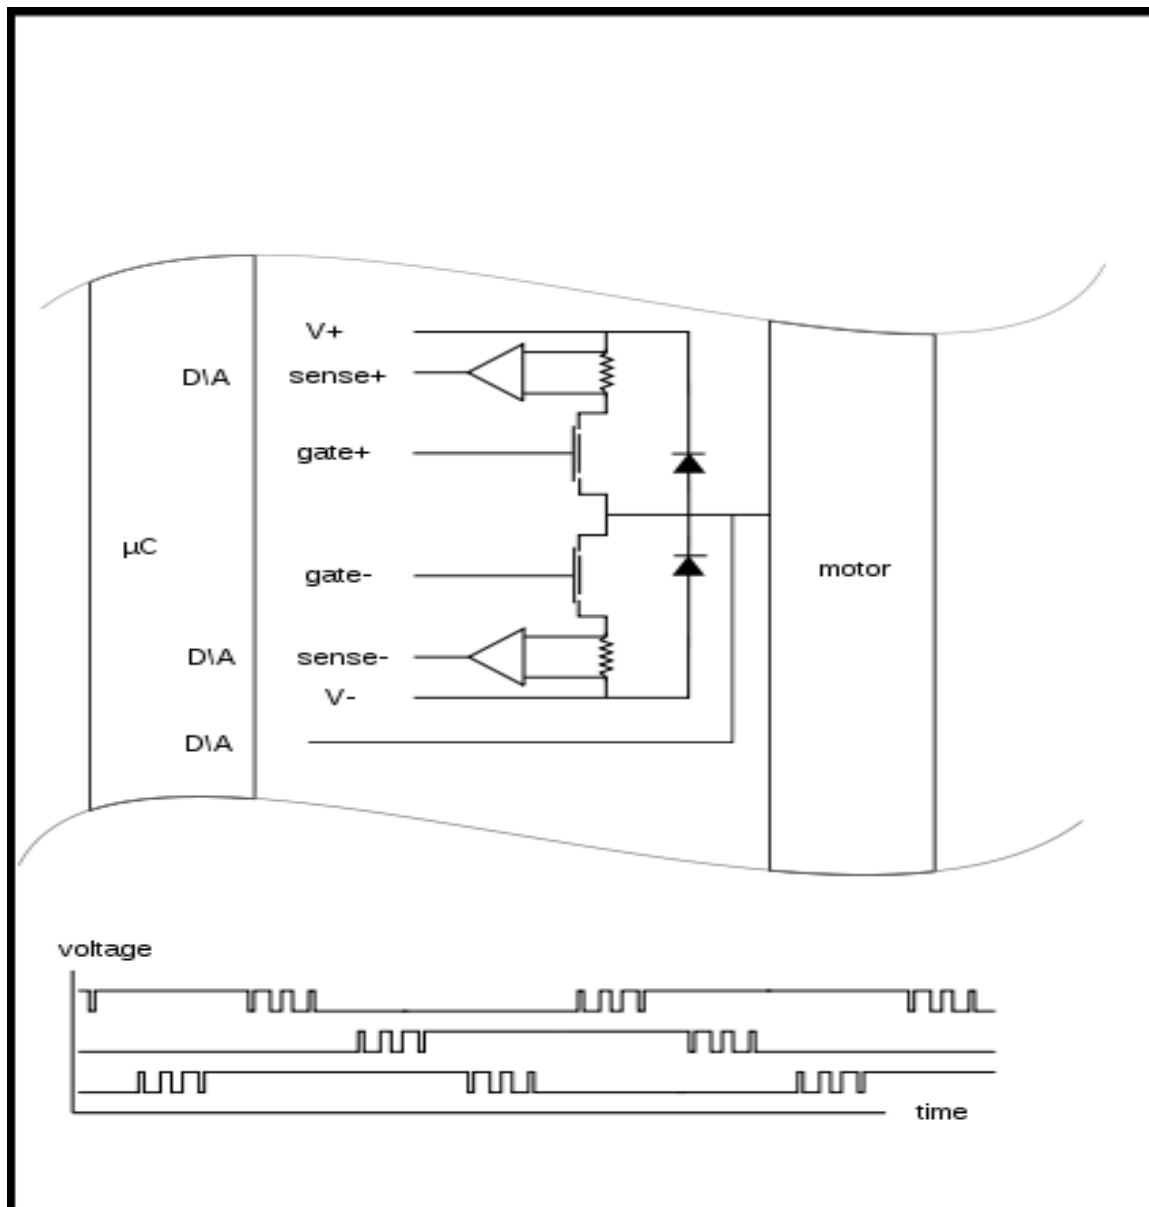 V+
D\A sense+
gate+
µC
gate-
motor
D\A sense-
V-
D\A
voltage
time